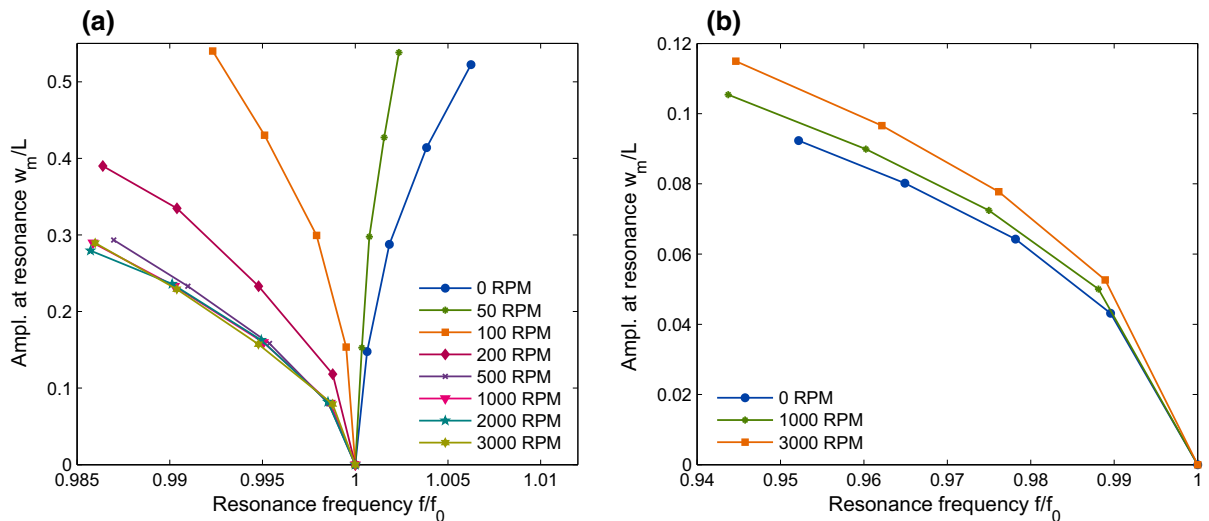 (a)
Ampl. at resonance w_m/L
0.5
0.4
0.3
0.2
0.1
0
0.985
0.99
0.995
1
1.005
1.01
Resonance frequency f/f_0
0 RPM
50 RPM
100 RPM
200 RPM
500 RPM
1000 RPM
2000 RPM
3000 RPM
(b)
Ampl. at resonance w_m/L
0.12
0.1
0.08
0.06
0.04
0.02
0
0.94
0.95
0.96
0.97
0.98
0.99
1
Resonance frequency f/f_0
0 RPM
1000 RPM
3000 RPM